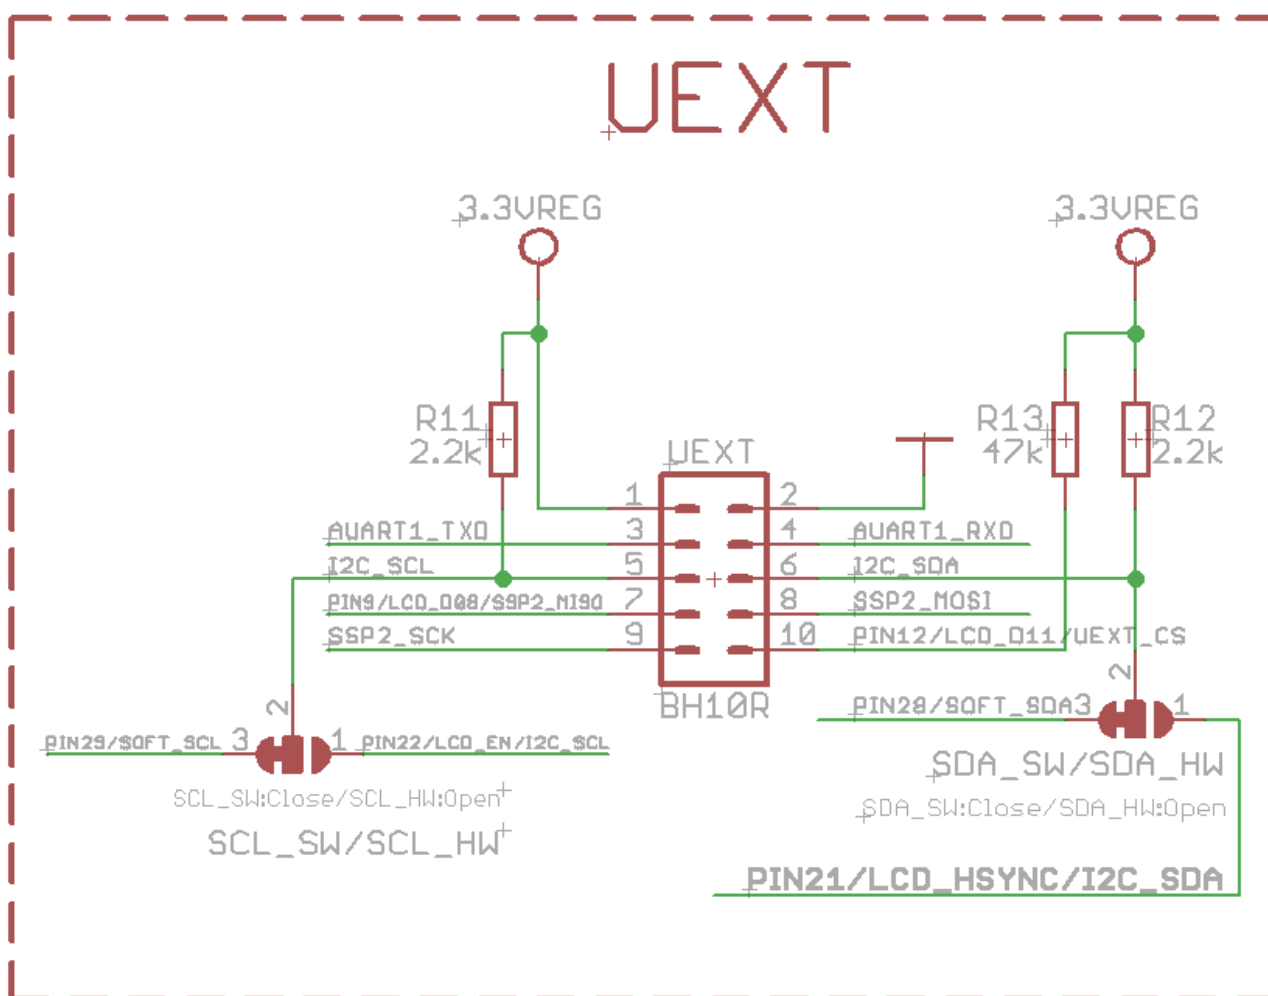 UEXT
3.3VREG 3.3VREG
R11 R13 R12
2.2k 47k 2.2k
UEXT
1 2
AUART1_TXD 3 4 AUART1_RXD
I2C_SCL 5 6 I2C_SDA
PIN9/LCD_D08/SSP2_MISO 7 8 SSP2_MOSI
SSP2_SCK 9 10 PIN12/LCD_D11/UEXT_CS
2
BH10R
2
PIN28/SOFT_SDA 3 1
PIN29/SOFT_SCL 3 1 PIN22/LCD_EN/I2C_SCL
SDA_SW/SDA_HW
SCL_SW:Close/SCL_HW:Open
SDA_SW:Close/SDA_HW:Open
SCL_SW/SCL_HW
PIN21/LCD_HSYNC/I2C_SDA